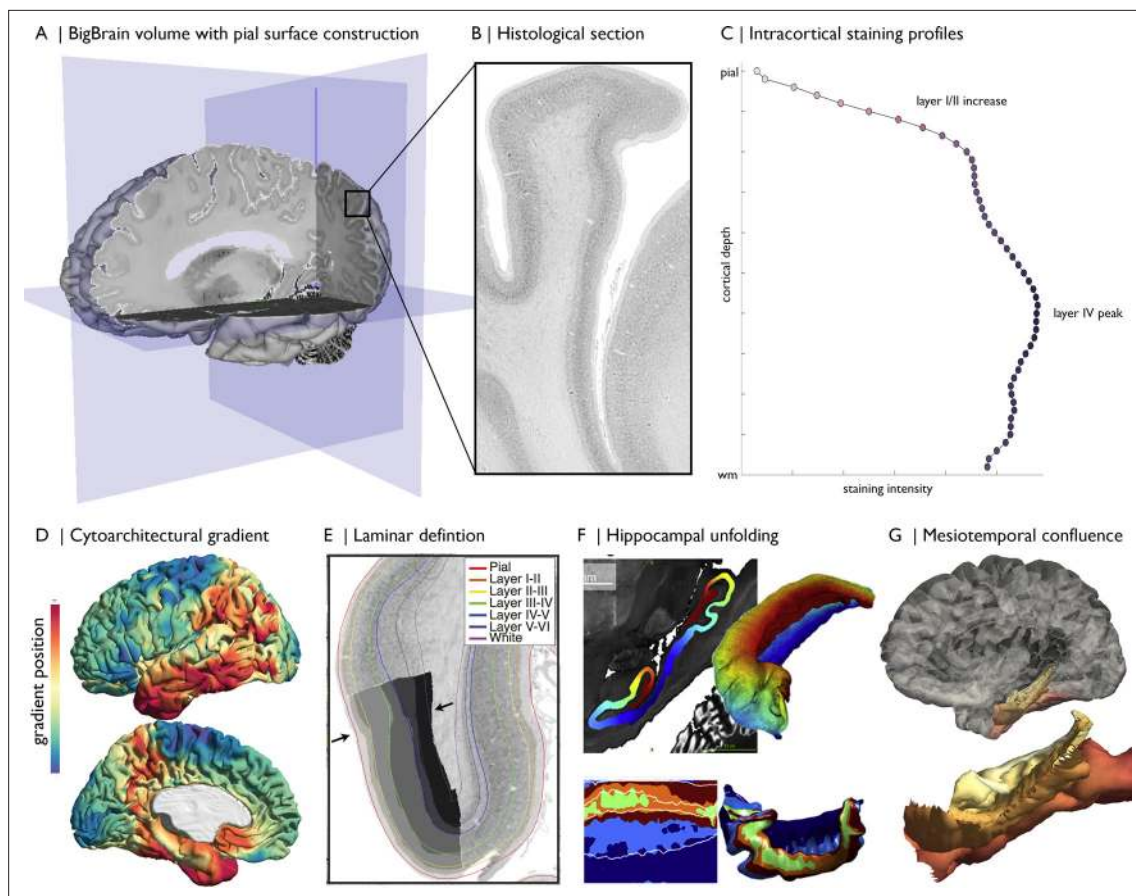 A | BigBrain volume with pial surface construction
B | Histological section
C | Intracortical staining profiles
pial
layer I/II increase
cortical depth
layer IV peak
wm
staining intensity
D | Cytoarchitectural gradient
gradient position
E | Laminar defintion
Pial
Layer I-II
Layer II-III
Layer III-IV
Layer IV-V
Layer V-VI
White
F | Hippocampal unfolding
G | Mesiotemporal confluence